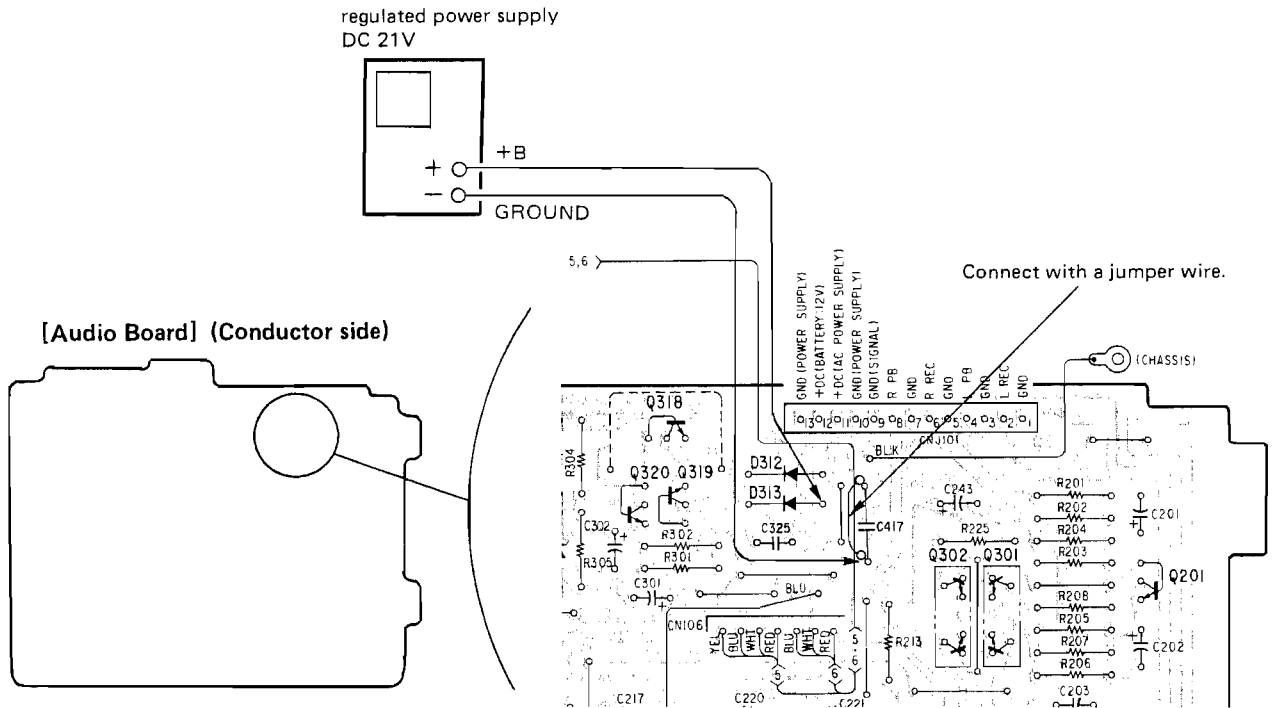 regulated power supply
DC 21V
+B
+
−
GROUND
5,6
Connect with a jumper wire.
[Audio Board] (Conductor side)
GND(POWER SUPPLY)
+DC(BATTERY:12V)
+DC(AC POWER SUPPLY)
GND(POWER SUPPLY)
GND(SIGNAL)
R PB
GND
R REC
GND
L PB
GND
L REC
GND
(CHASSIS)
13 12 11 10 9 8 7 6 5 4 3 2 1
CNJ101
BLK
Q318
R304
Q320
Q319
D312
D313
C302
R305
R302
R301
C301
C325
C417
C243
R225
Q302
Q301
R201
R202
R204
R203
R208
R205
R207
R206
C201
Q201
C202
C203
BLU
CN106
YEL
BLU
WHT
RED
BLU
WHT
RED
5
6
5
6
R213
C217
C220
C221